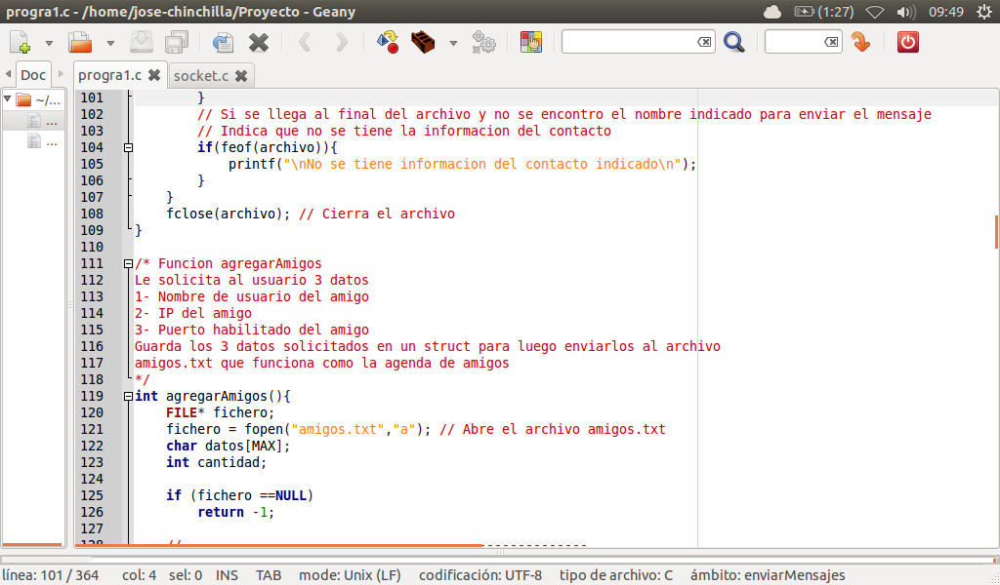 progra1.c - /home/jose-chinchilla/Proyecto - Geany
(1:27)
09:49
Doc
progra1.c
socket.c
~/...
...
...
101 }
102 // Si se llega al final del archivo y no se encontro el nombre indicado para enviar el mensaje
103 // Indica que no se tiene la informacion del contacto
104 if(feof(archivo)){
105 printf("\nNo se tiene informacion del contacto indicado\n");
106 }
107 }
108 fclose(archivo); // Cierra el archivo
109 }
110
111 /* Funcion agregarAmigos
112 Le solicita al usuario 3 datos
113 1- Nombre de usuario del amigo
114 2- IP del amigo
115 3- Puerto habilitado del amigo
116 Guarda los 3 datos solicitados en un struct para luego enviarlos al archivo
117 amigos.txt que funciona como la agenda de amigos
118 */
119 int agregarAmigos(){
120 FILE* fichero;
121 fichero = fopen("amigos.txt","a"); // Abre el archivo amigos.txt
122 char datos[MAX];
123 int cantidad;
124
125 if (fichero ==NULL)
126 return -1;
127
línea: 101 / 364 col: 4 sel: 0 INS TAB modo: Unix (LF) codificación: UTF-8 tipo de archivo: C ámbito: enviarMensajes